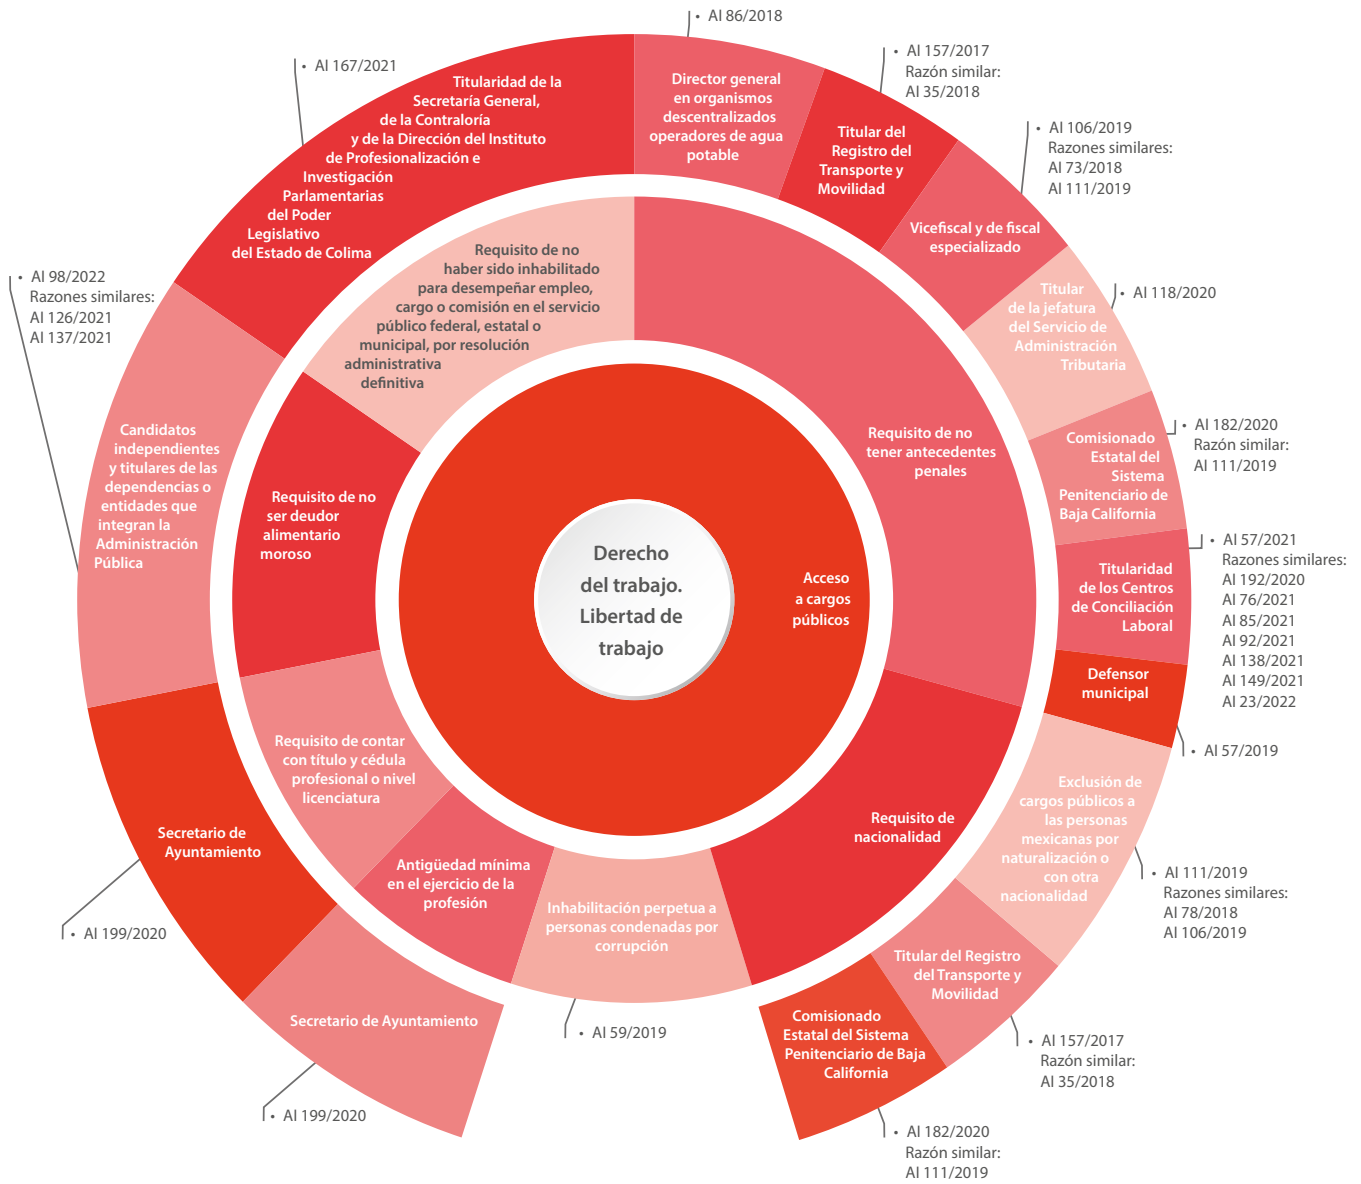 Derecho
del trabajo.
Libertad de
trabajo
Acceso
a cargos
públicos
Requisito de no
tener antecedentes
penales
Director general
en organismos
descentralizados
operadores de agua
potable
• AI 86/2018
Titular del
Registro del
Transporte y
Movilidad
• AI 157/2017
Razón similar:
AI 35/2018
Vicefiscal y de fiscal
especializado
• AI 106/2019
Razones similares:
AI 73/2018
AI 111/2019
Titular
de la jefatura
del Servicio de
Administración
Tributaria
• AI 118/2020
Comisionado
Estatal del
Sistema
Penitenciario de
Baja California
• AI 182/2020
Razón similar:
AI 111/2019
Titularidad
de los Centros
de Conciliación
Laboral
• AI 57/2021
Razones similares:
AI 192/2020
AI 76/2021
AI 85/2021
AI 92/2021
AI 138/2021
AI 149/2021
AI 23/2022
Defensor
municipal
• AI 57/2019
Requisito de
nacionalidad
Exclusión de
cargos públicos a
las personas
mexicanas por
naturalización o
con otra
nacionalidad
• AI 111/2019
Razones similares:
AI 78/2018
AI 106/2019
Titular del Registro
del Transporte y
Movilidad
• AI 157/2017
Razón similar:
AI 35/2018
Comisionado
Estatal del Sistema
Penitenciario de Baja
California
• AI 182/2020
Razón similar:
AI 111/2019
Inhabilitación perpetua a
personas condenadas por
corrupción
• AI 59/2019
Antigüedad mínima
en el ejercicio de la
profesión
Secretario de Ayuntamiento
• AI 199/2020
Requisito de contar
con título y cédula
profesional o nivel
licenciatura
Secretario de
Ayuntamiento
• AI 199/2020
Requisito de no
ser deudor
alimentario
moroso
Candidatos
independientes
y titulares de las
dependencias o
entidades que
integran la
Administración
Pública
• AI 98/2022
Razones similares:
AI 126/2021
AI 137/2021
Requisito de no
haber sido inhabilitado
para desempeñar empleo,
cargo o comisión en el servicio
público federal, estatal o
municipal, por resolución
administrativa
definitiva
Titularidad de la
Secretaría General,
de la Contraloría
y de la Dirección del Instituto
de Profesionalización e
Investigación
Parlamentarias
del Poder
Legislativo
del Estado de Colima
• AI 167/2021